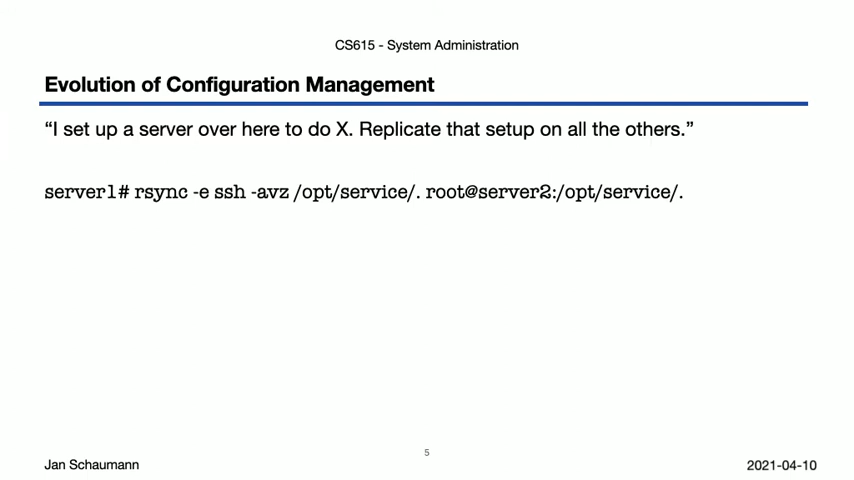 CS615 - System Administration
Evolution of Configuration Management
“I set up a server over here to do X. Replicate that setup on all the others.”
server1# rsync -e ssh -avz /opt/service/. root@server2:/opt/service/.
5
Jan Schaumann
2021-04-10